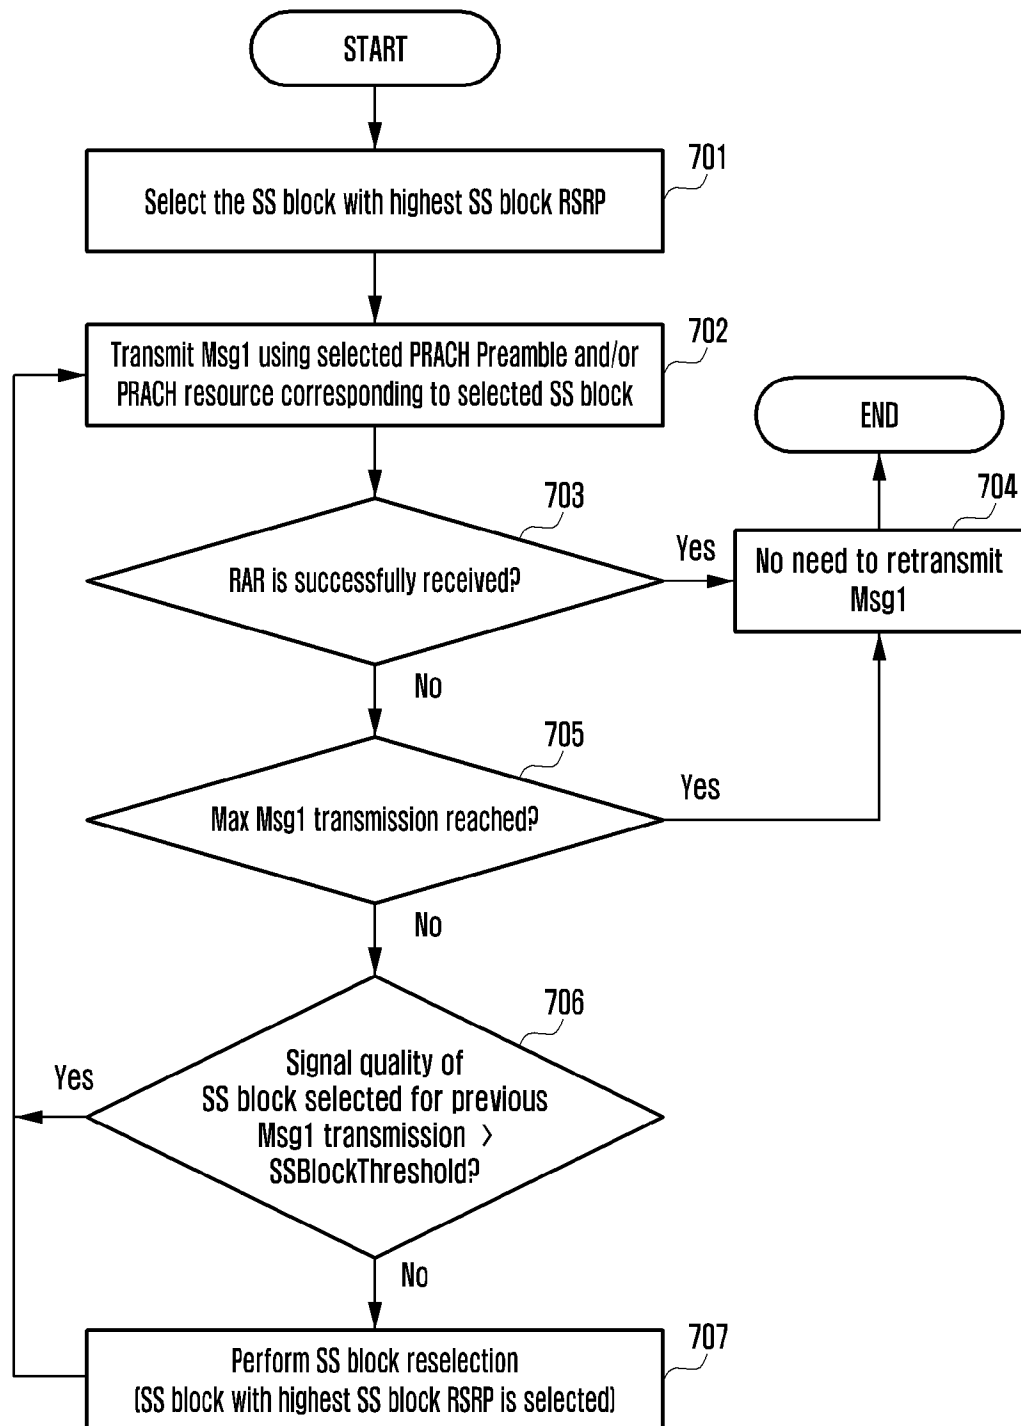 START
701
Select the SS block with highest SS block RSRP
702
Transmit Msg1 using selected PRACH Preamble and/or
PRACH resource corresponding to selected SS block
END
703
704
RAR is successfully received?
Yes
No need to retransmit
Msg1
No
705
Max Msg1 transmission reached?
Yes
No
706
Signal quality of
SS block selected for previous
Msg1 transmission >
SSBlockThreshold?
Yes
No
707
Perform SS block reselection
(SS block with highest SS block RSRP is selected)